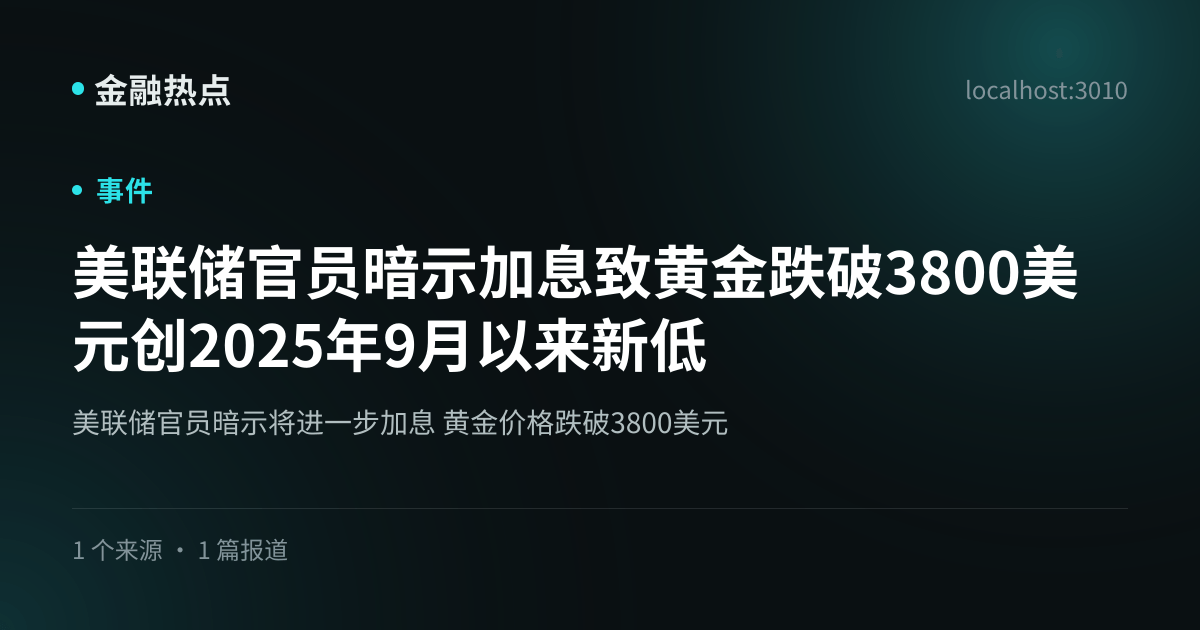 金融热点
localhost:3010
事件
美联储官员暗示加息致黄金跌破3800美
元创2025年9月以来新低
美联储官员暗示将进一步加息 黄金价格跌破3800美元
1 个来源 · 1 篇报道